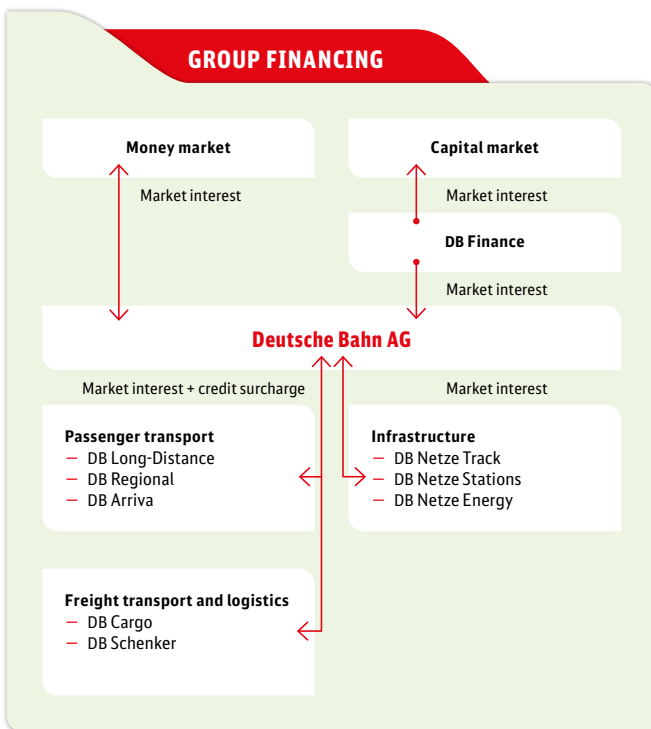 GROUP FINANCING
Money market
Capital market
Market interest
Market interest
DB Finance
Market interest
Deutsche Bahn AG
Market interest + credit surcharge
Market interest
Passenger transport
– DB Long-Distance
– DB Regional
– DB Arriva
Infrastructure
– DB Netze Track
– DB Netze Stations
– DB Netze Energy
Freight transport and logistics
– DB Cargo
– DB Schenker